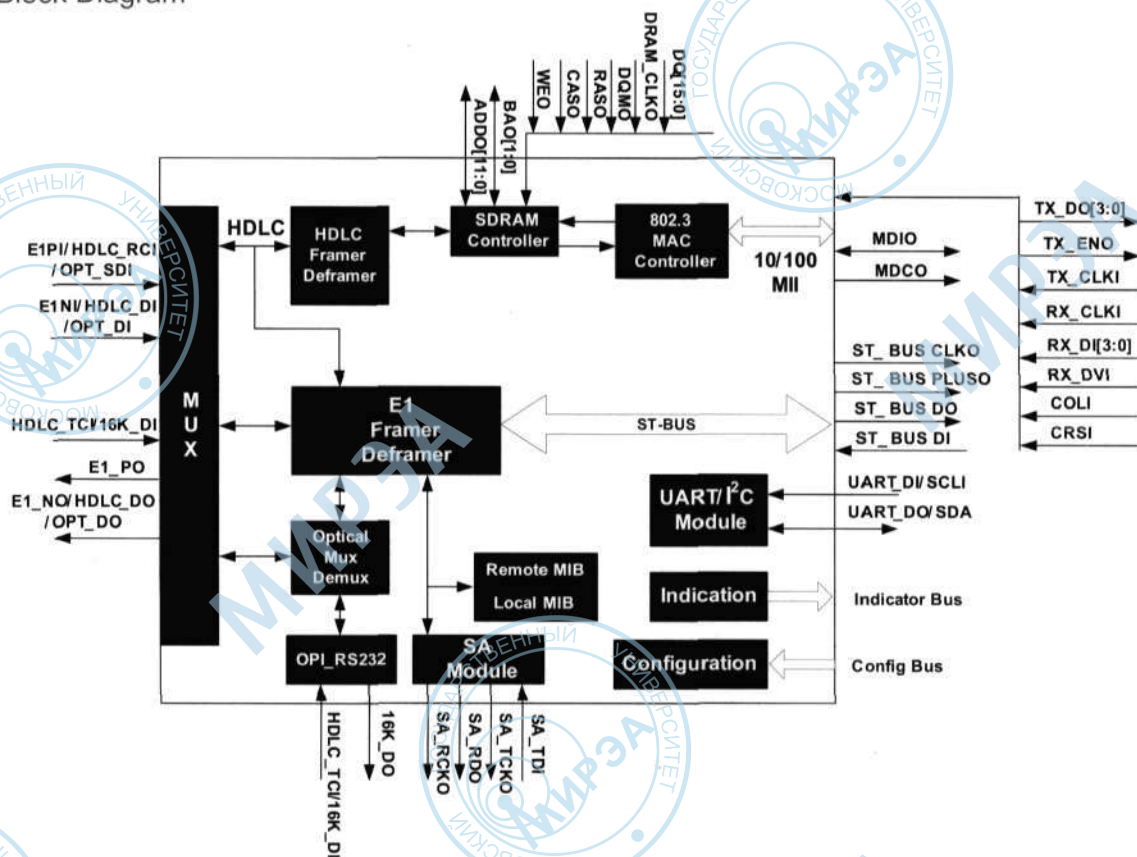 Block Diagram
WEO
CASO
RASO
DQMO
DRAM_CLKO
DQ[15:0]
ADDO[11:0]
BAO[1:0]
HDLC
HDLC
Framer
Deframer
SDRAM
Controller
802.3
MAC
Controller
10/100
MII
TX_DO[3:0]
TX_ENO
TX_CLKI
RX_CLKI
RX_DI[3:0]
RX_DVI
COLI
CRSI
MDIO
MDCO
E1PI/HDLC_RCI
/OPT_SDI
E1NI/HDLC_DI
/OPT_DI
HDLC_TCI/16K_DI
E1_PO
E1_NO/HDLC_DO
/OPT_DO
MUX
E1
Framer
Deframer
ST-BUS
ST_BUS CLKO
ST_BUS PLUSO
ST_BUS DO
ST_BUS DI
UART/I²C
Module
UART_DI/SCLI
UART_DO/SDA
Optical
Mux
Demux
Remote MIB
Local MIB
Indication
Indicator Bus
OPI_RS232
SA
Module
Configuration
Config Bus
HDLC_TCI/16K_DI
16K_DO
SA_RCKO
SA_RDO
SA_TCKO
SA_TDI
МИРЭА
МИРЭА
МИРЭА
МИРЭА
МОСКОВСКИЙ
УНИВЕРСИТЕТ